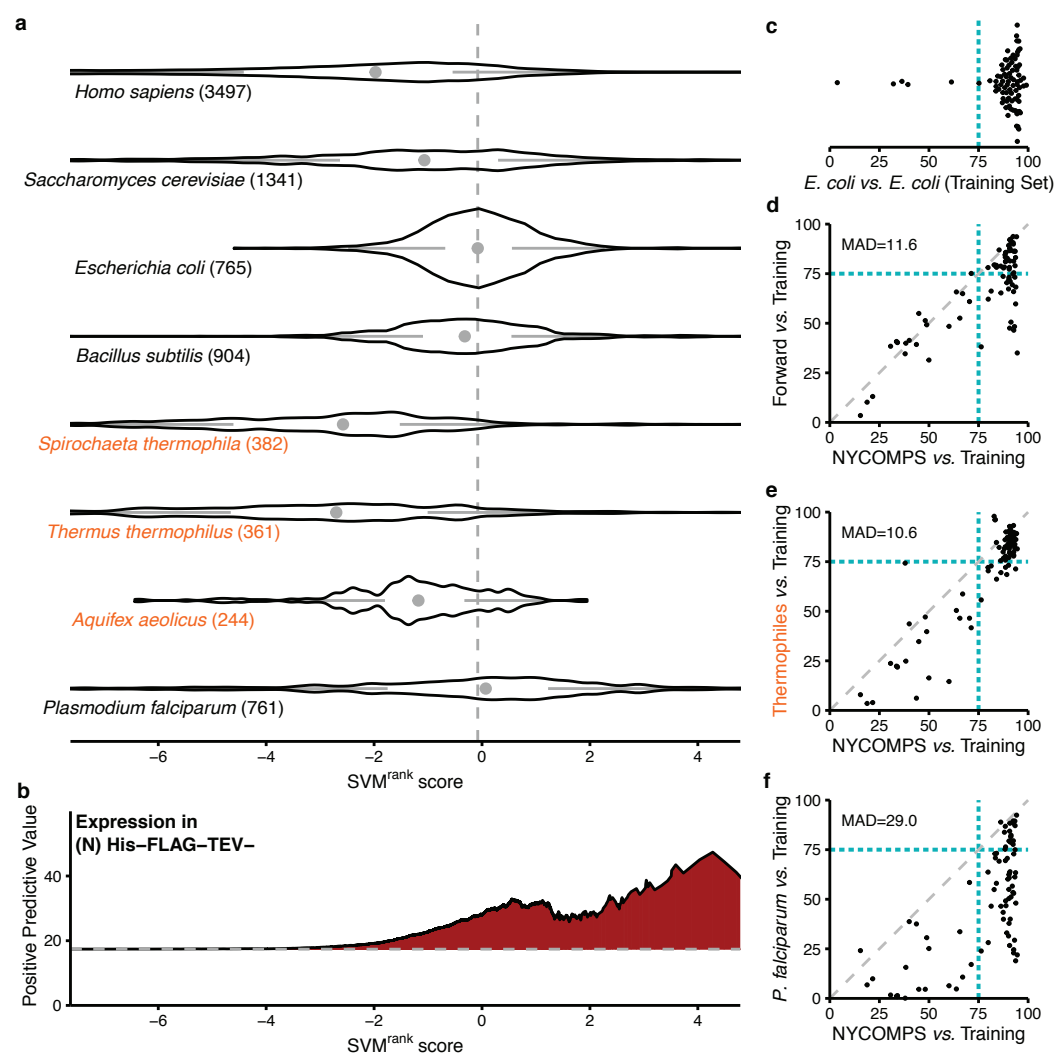 a
Homo sapiens (3497)
Saccharomyces cerevisiae (1341)
Escherichia coli (765)
Bacillus subtilis (904)
Spirochaeta thermophila (382)
Thermus thermophilus (361)
Aquifex aeolicus (244)
Plasmodium falciparum (761)
−6 −4 −2 0 2 4
SVMrank score
b
Positive Predictive Value
Expression in
(N) His−FLAG−TEV−
40
20
0
−6 −4 −2 0 2 4
SVMrank score
c
0 25 50 75 100
E. coli vs. E. coli (Training Set)
d
Forward vs. Training
100
75
50
25
0
MAD=11.6
0 25 50 75 100
NYCOMPS vs. Training
e
Thermophiles vs. Training
100
75
50
25
0
MAD=10.6
0 25 50 75 100
NYCOMPS vs. Training
f
P. falciparum vs. Training
100
75
50
25
0
MAD=29.0
0 25 50 75 100
NYCOMPS vs. Training